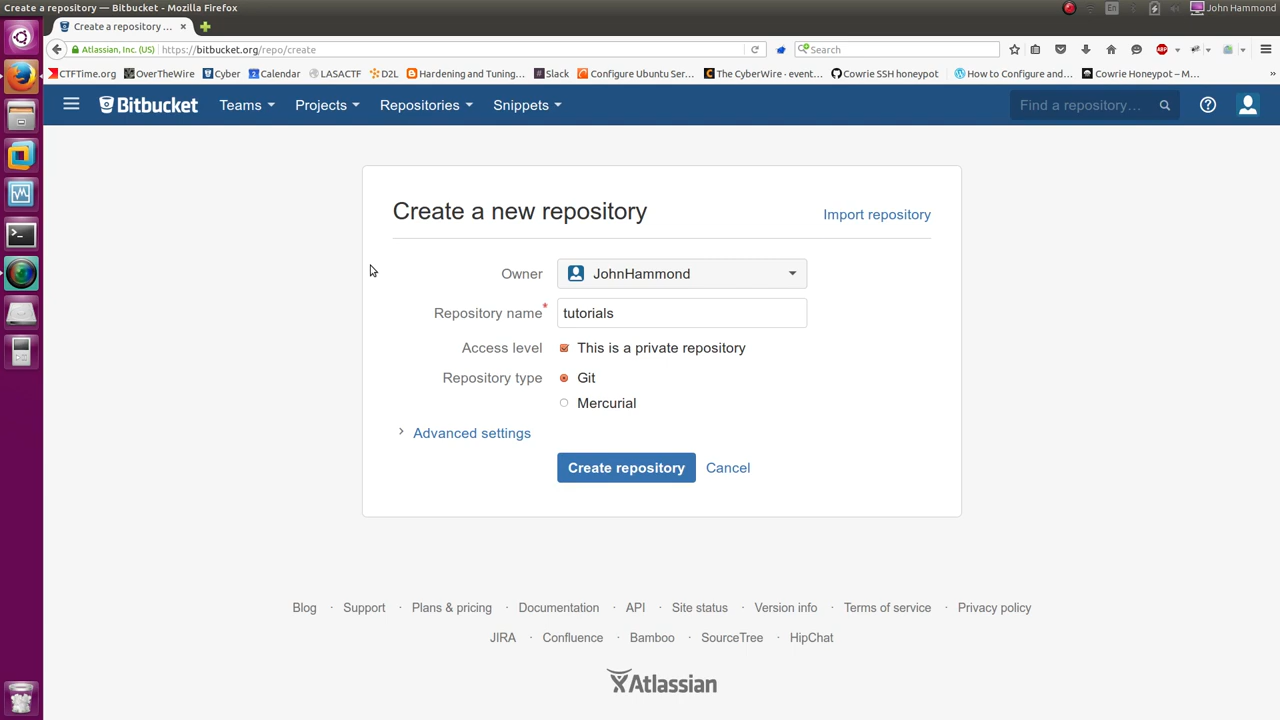 Create a repository — Bitbucket - Mozilla Firefox
En
John Hammond
Create a repository ... ×
Atlassian, Inc. (US) https://bitbucket.org/repo/create
Search
ABP
CTFTime.org OverTheWire Cyber Calendar LASACTF D2L Hardening and Tuning... Slack Configure Ubuntu Ser... The CyberWire - event... Cowrie SSH honeypot How to Configure and... Cowrie Honeypot – M... »
Bitbucket Teams Projects Repositories Snippets Find a repository... ?
Create a new repository
Import repository
Owner JohnHammond
Repository name* tutorials
Access level This is a private repository
Repository type Git
Mercurial
Advanced settings
Create repository Cancel
Blog · Support · Plans & pricing · Documentation · API · Site status · Version info · Terms of service · Privacy policy
JIRA · Confluence · Bamboo · SourceTree · HipChat
Atlassian